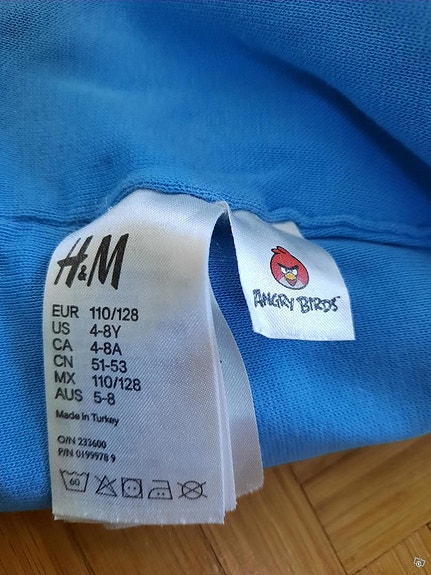 H&M
EUR 110/128
US 4-8Y
CA 4-8A
CN 51-53
MX 110/128
AUS 5-8
Made in Turkey
O/N 233600
P/N 0199978 9
60
ANGRY BIRDS™